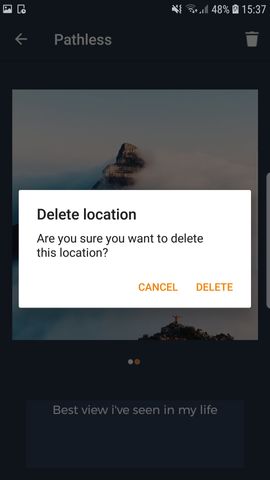 48% 15:37
Pathless
Delete location
Are you sure you want to delete
this location?
CANCEL DELETE
Best view i've seen in my life